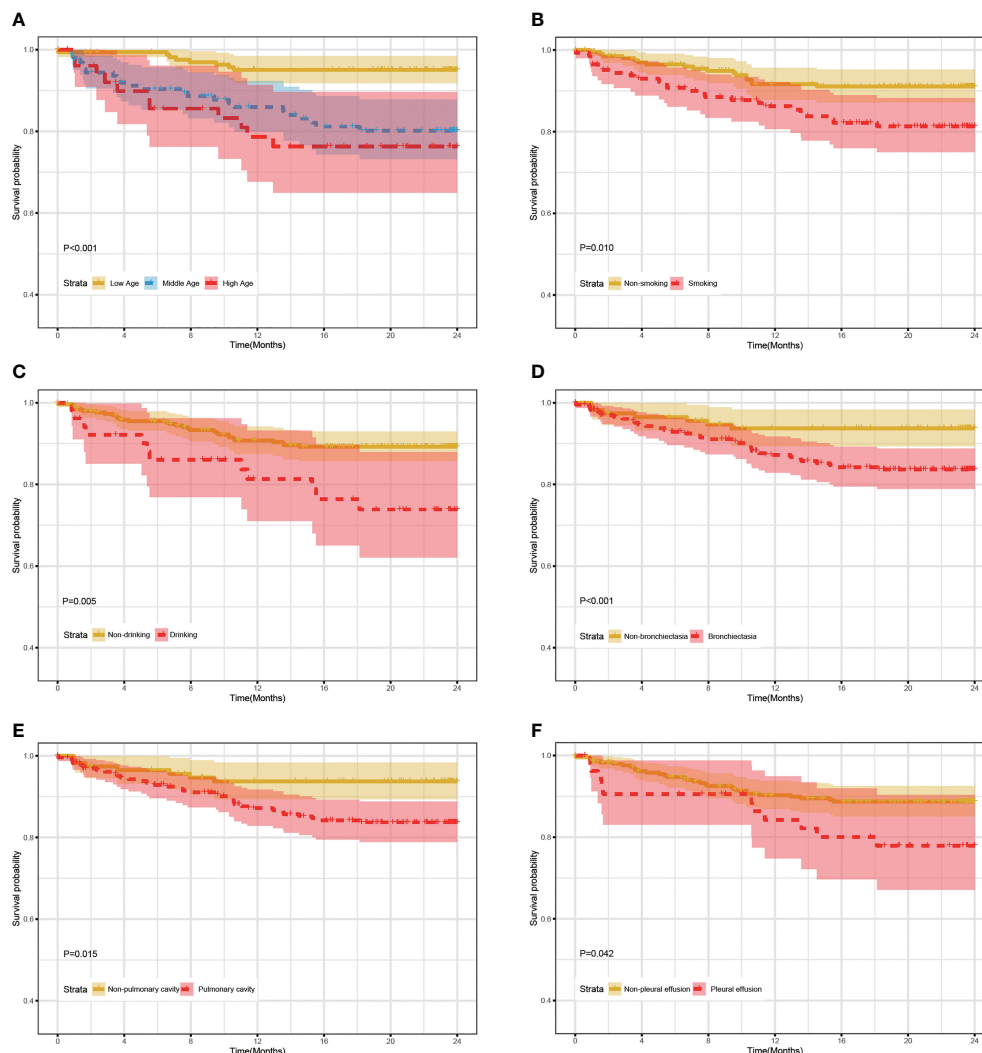 A
Survival probability
1.0
0.8
0.6
0.4
P<0.001
Strata Low Age Middle Age High Age
0 4 8 12 16 20 24
Time(Months)
B
Survival probability
1.0
0.8
0.6
0.4
P=0.010
Strata Non-smoking Smoking
0 4 8 12 16 20 24
Time(Months)
C
Survival probability
1.0
0.8
0.6
0.4
P=0.005
Strata Non-drinking Drinking
0 4 8 12 16 20 24
Time(Months)
D
Survival probability
1.0
0.8
0.6
0.4
P<0.001
Strata Non-bronchiectasia Bronchiectasia
0 4 8 12 16 20 24
Time(Months)
E
Survival probability
1.0
0.8
0.6
0.4
P=0.015
Strata Non-pulmonary cavity Pulmonary cavity
0 4 8 12 16 20 24
Time(Months)
F
Survival probability
1.0
0.8
0.6
0.4
P=0.042
Strata Non-pleural effusion Pleural effusion
0 4 8 12 16 20 24
Time(Months)